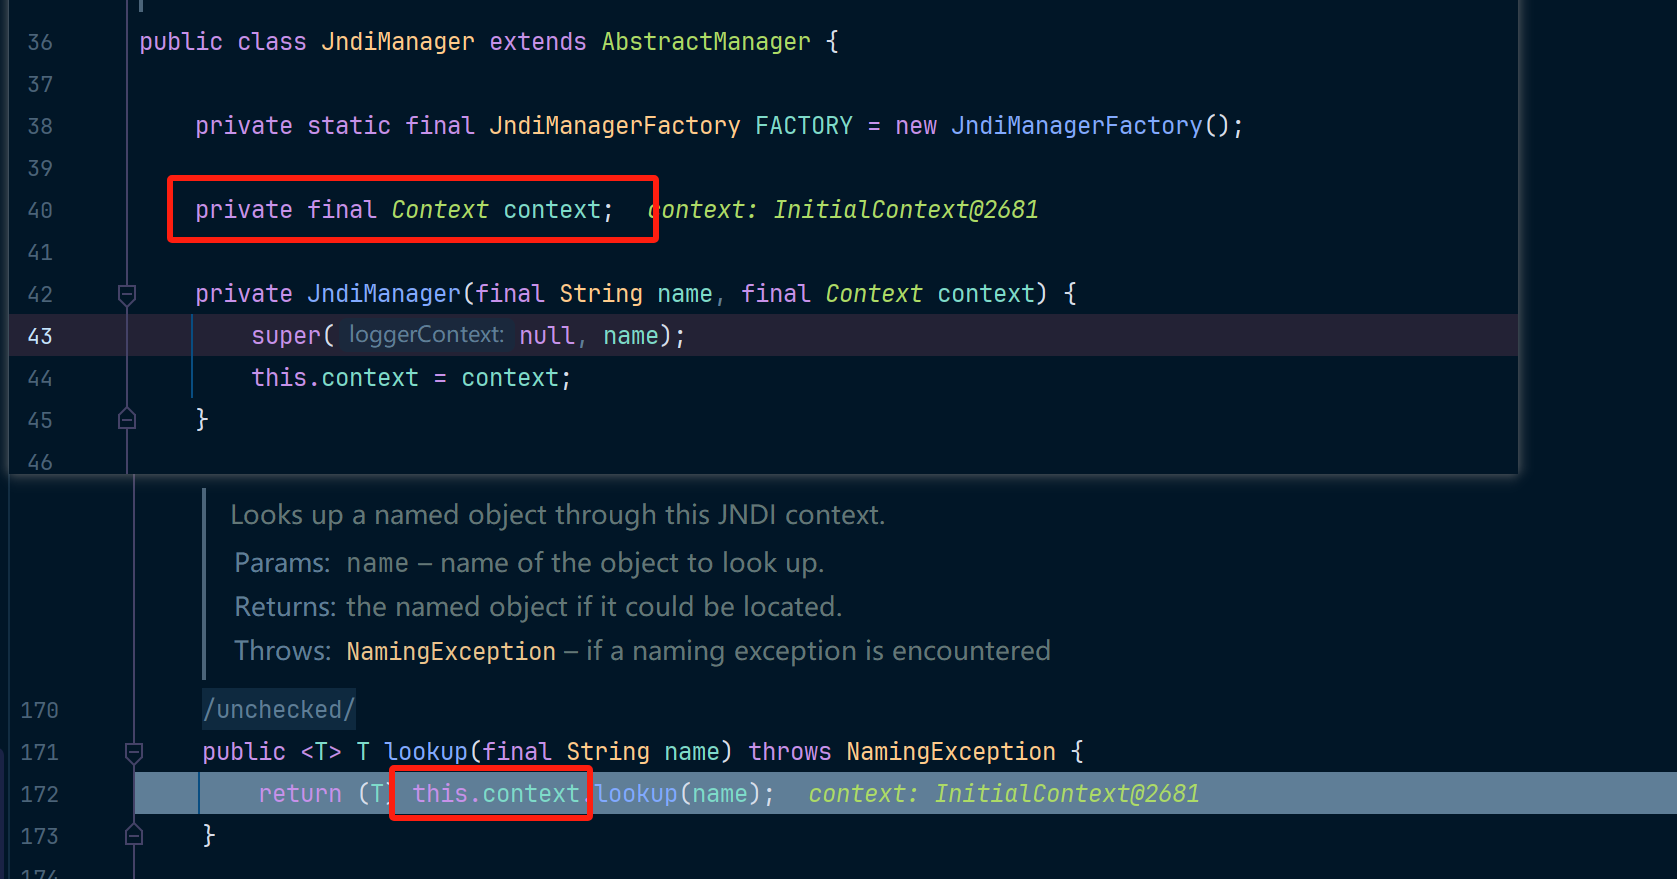 36 public class JndiManager extends AbstractManager {
37
38 private static final JndiManagerFactory FACTORY = new JndiManagerFactory();
39
40 private final Context context; context: InitialContext@2681
41
42 private JndiManager(final String name, final Context context) {
43 super( loggerContext: null, name);
44 this.context = context;
45 }
46
Looks up a named object through this JNDI context.
Params: name – name of the object to look up.
Returns: the named object if it could be located.
Throws: NamingException – if a naming exception is encountered
170 /unchecked/
171 public <T> T lookup(final String name) throws NamingException {
172 return (T) this.context.lookup(name); context: InitialContext@2681
173 }
174